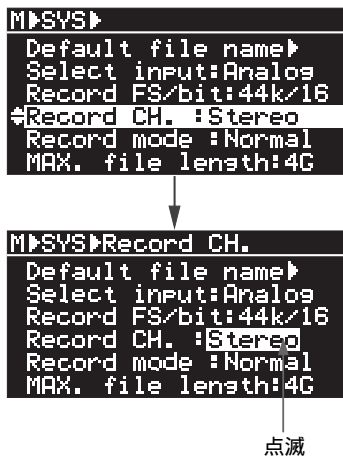 M▶SYS▶
Default file name▶
Select input:Analog
Record FS/bit:44k/16
Record CH. :Stereo
Record mode :Normal
MAX. file length:4G
M▶SYS▶Record CH.
Default file name▶
Select input:Analog
Record FS/bit:44k/16
Record CH. :Stereo
Record mode :Normal
MAX. file length:4G
点滅